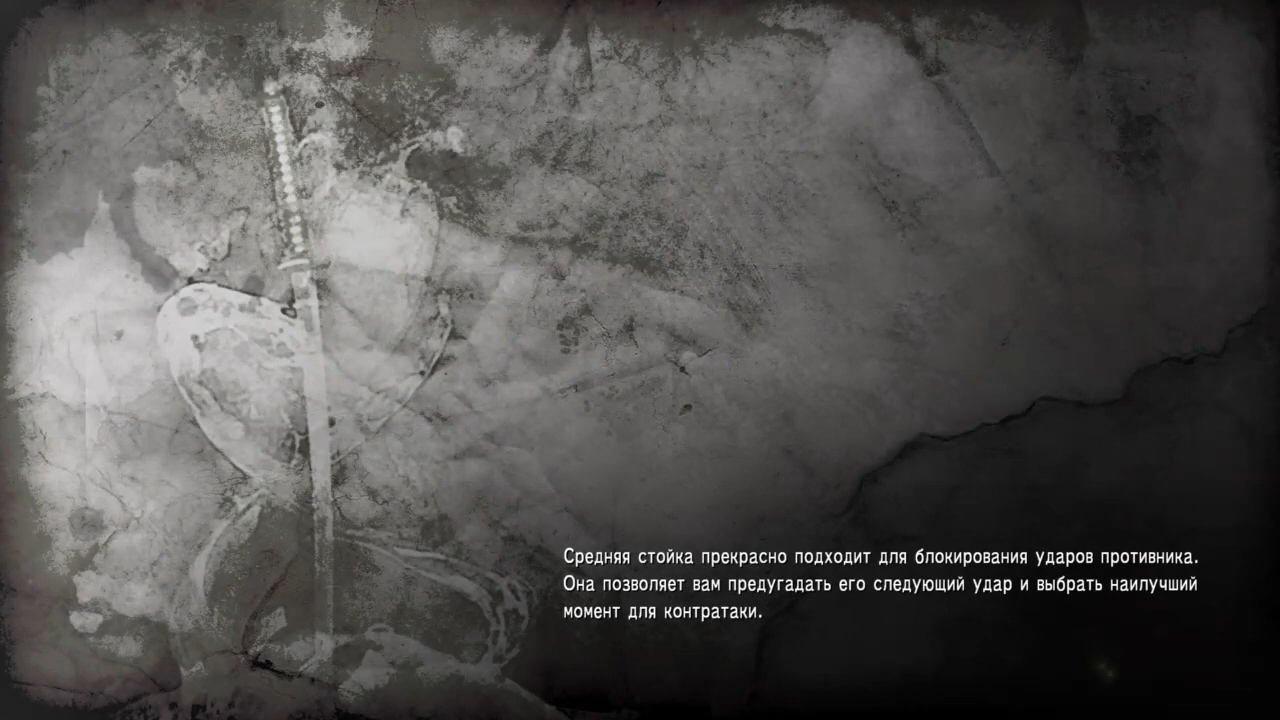 Средняя стойка прекрасно подходит для блокирования ударов противника.
Она позволяет вам предугадать его следующий удар и выбрать наилучший
момент для контратаки.